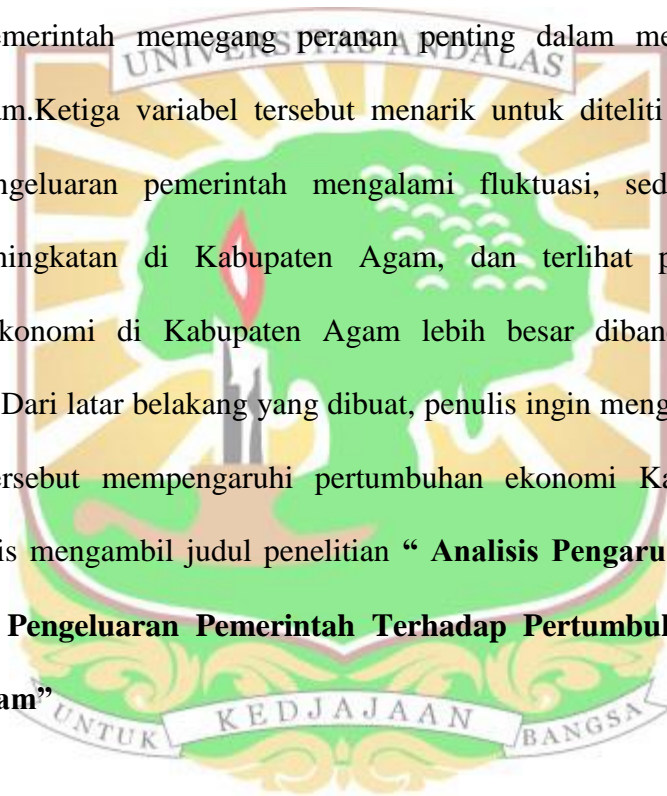 emerintah memegang peranan penting dalam me
UNIVERSITAS ANDALAS
am.Ketiga variabel tersebut menarik untuk diteliti
ngeluaran pemerintah mengalami fluktuasi, sed
ningkatan di Kabupaten Agam, dan terlihat p
konomi di Kabupaten Agam lebih besar diban
Dari latar belakang yang dibuat, penulis ingin meng
ersebut mempengaruhi pertumbuhan ekonomi Ka
is mengambil judul penelitian “ Analisis Pengaru
Pengeluaran Pemerintah Terhadap Pertumbul
am”
UNTUK KEDJAJAAN BANGSA